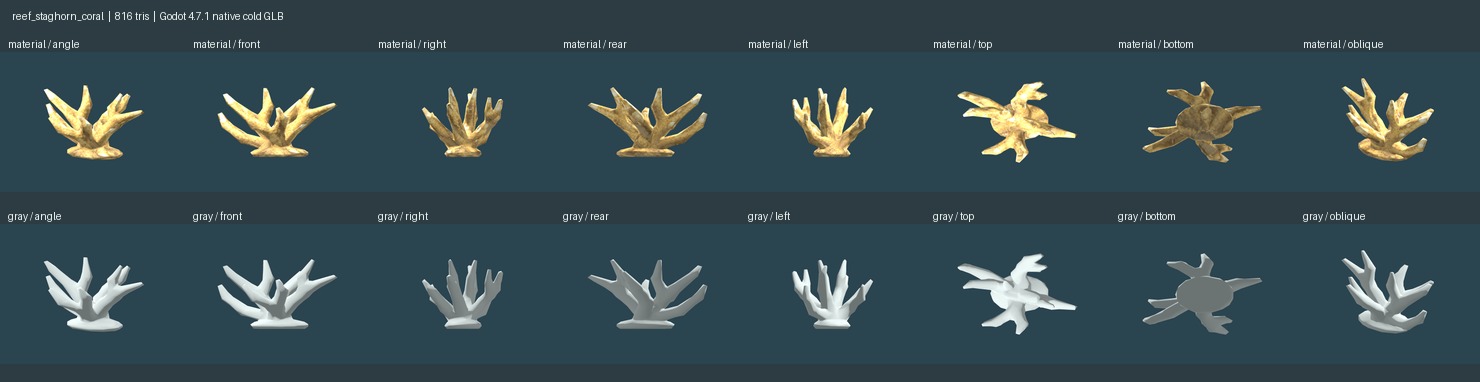 reef_staghorn_coral | 816 tris | Godot 4.7.1 native cold GLB
material / angle material / front material / right material / rear material / left material / top material / bottom material / oblique
gray / angle gray / front gray / right gray / rear gray / left gray / top gray / bottom gray / oblique